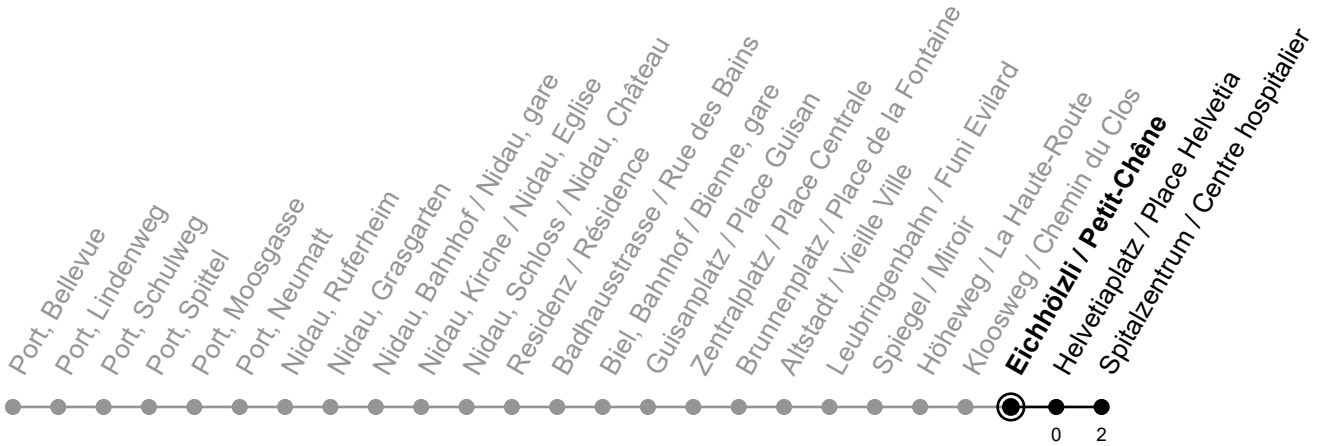 Port, Bellevue
Port, Lindenweg
Port, Schulweg
Port, Spittel
Port, Moosgasse
Port, Neumatt
Nidau, Ruferheim
Nidau, Grasgarten
Nidau, Bahnhof / Nidau, gare
Nidau, Kirche / Nidau, Eglise
Nidau, Schloss / Nidau, Château
Residenz / Résidence
Badhausstrasse / Rue des Bains
Biel, Bahnhof / Bienne, gare
Guisanplatz / Place Guisan
Zentralplatz / Place Centrale
Brunnenplatz / Place de la Fontaine
Altstadt / Vieille Ville
Leubringenbahn / Funi Evilard
Spiegel / Miroir
Höheweg / La Haute-Route
Kloosweg / Chemin du Clos
Eichhölzli / Petit-Chêne
Helvetiaplatz / Place Helvetia
Spitalzentrum / Centre hospitalier
0 2